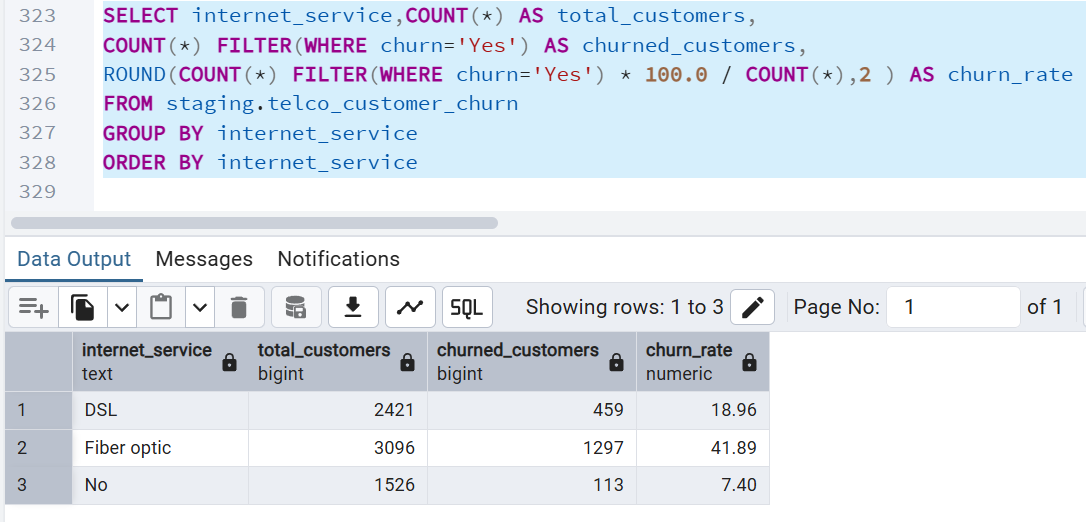 323 SELECT internet_service,COUNT(*) AS total_customers,
324 COUNT(*) FILTER(WHERE churn='Yes') AS churned_customers,
325 ROUND(COUNT(*) FILTER(WHERE churn='Yes') * 100.0 / COUNT(*),2 ) AS churn_rate
326 FROM staging.telco_customer_churn
327 GROUP BY internet_service
328 ORDER BY internet_service
329
Data Output Messages Notifications
SQL Showing rows: 1 to 3 Page No: 1 of 1
internet_service total_customers churned_customers churn_rate
text bigint bigint numeric
1 DSL 2421 459 18.96
2 Fiber optic 3096 1297 41.89
3 No 1526 113 7.40